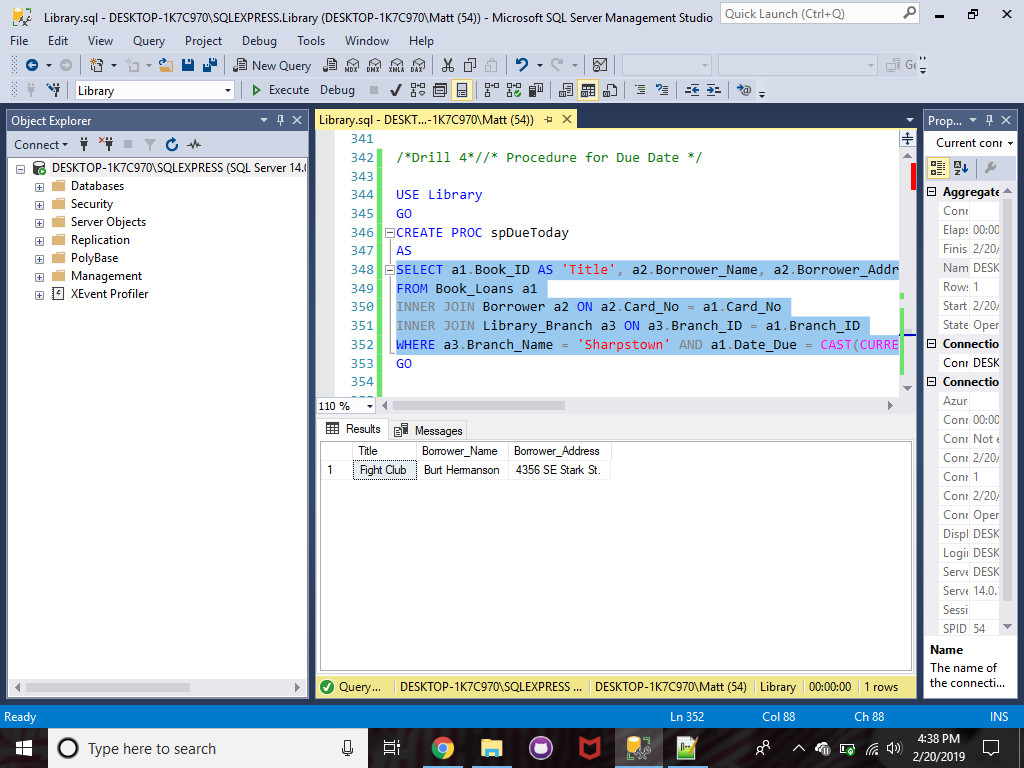 Library.sql - DESKTOP-1K7C970\SQLEXPRESS.Library (DESKTOP-1K7C970\Matt (54)) - Microsoft SQL Server Management Studio
Quick Launch (Ctrl+Q)
File Edit View Query Project Debug Tools Window Help
New Query MDX DMX XMLA DAX
Library Execute Debug
Object Explorer
Connect
DESKTOP-1K7C970\SQLEXPRESS (SQL Server 14.0
Databases
Security
Server Objects
Replication
PolyBase
Management
XEvent Profiler
Library.sql - DESKT...-1K7C970\Matt (54))
341
342 /*Drill 4*//* Procedure for Due Date */
343
344 USE Library
345 GO
346 CREATE PROC spDueToday
347 AS
348 SELECT a1.Book_ID AS 'Title', a2.Borrower_Name, a2.Borrower_Addr
349 FROM Book_Loans a1
350 INNER JOIN Borrower a2 ON a2.Card_No = a1.Card_No
351 INNER JOIN Library_Branch a3 ON a3.Branch_ID = a1.Branch_ID
352 WHERE a3.Branch_Name = 'Sharpstown' AND a1.Date_Due = CAST(CURRE
353 GO
354
110 %
Results Messages
Title Borrower_Name Borrower_Address
1 Fight Club Burt Hermanson 4356 SE Stark St.
Query... DESKTOP-1K7C970\SQLEXPRESS ... DESKTOP-1K7C970\Matt (54) Library 00:00:00 1 rows
Prop...
Current conr
Aggregate
Conr
Elaps 00:00
Finis 2/20/
Nam DESK
Row: 1
Start 2/20/
State Oper
Connectio
Conr DESK
Connectio
Azur
Conr 00:00
Conr Not e
Conr 2/20/
Conr 1
Conr 2/20/
Conr Oper
Displ DESK
Logir DESK
Serve DESK
Serve 14.0.
Sessi
SPID 54
Name
The name of
the connecti...
Ready Ln 352 Col 88 Ch 88 INS
Type here to search
4:38 PM
2/20/2019